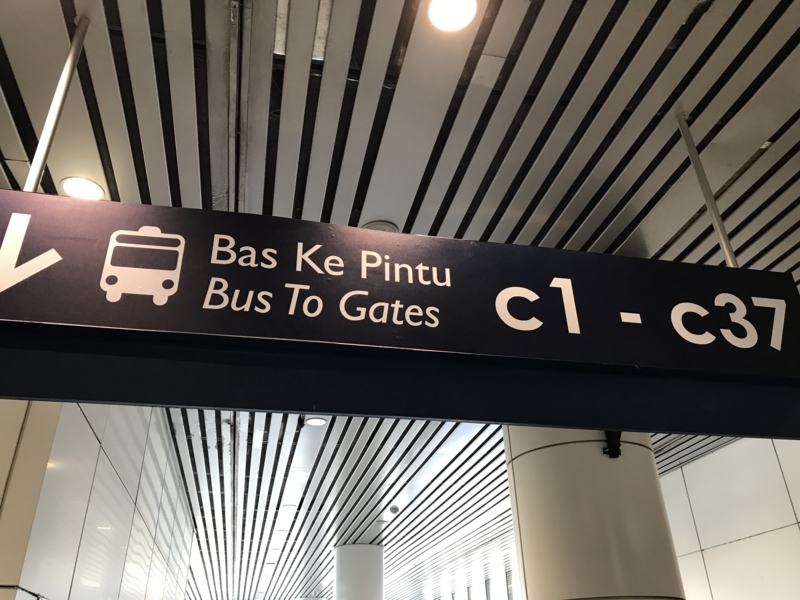 Bas Ke Pintu
Bus To Gates
c1 - c37